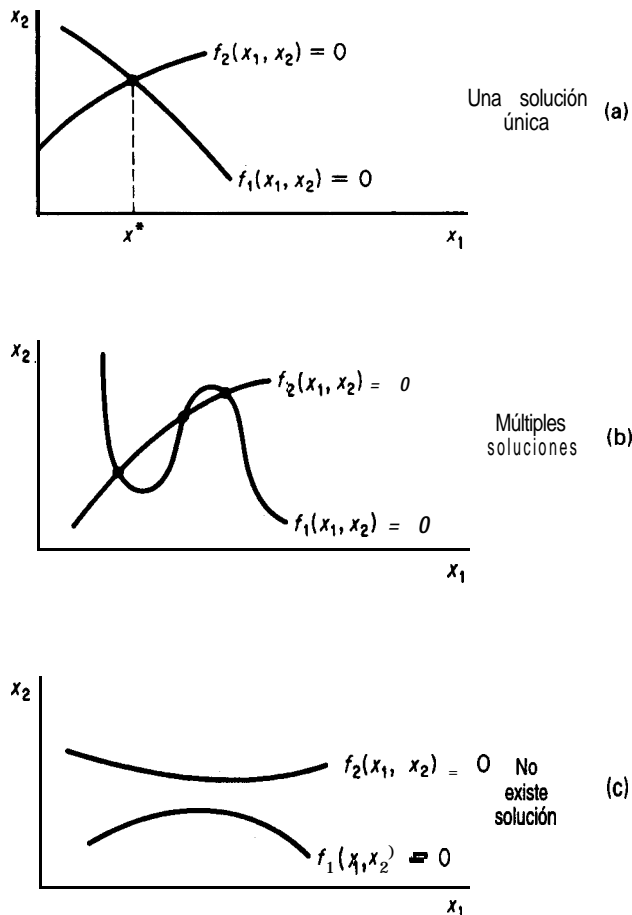 x₂
f₂(x₁, x₂) = 0
Una solución
única
(a)
f₁(x₁, x₂) = 0
x*
x₁
x₂
f₂(x₁, x₂) = 0
Múltiples
soluciones
(b)
f₁(x₁, x₂) = 0
x₁
x₂
f₂(x₁, x₂) = 0
No
existe
solución
(c)
f₁(x₁,x₂) = 0
x₁